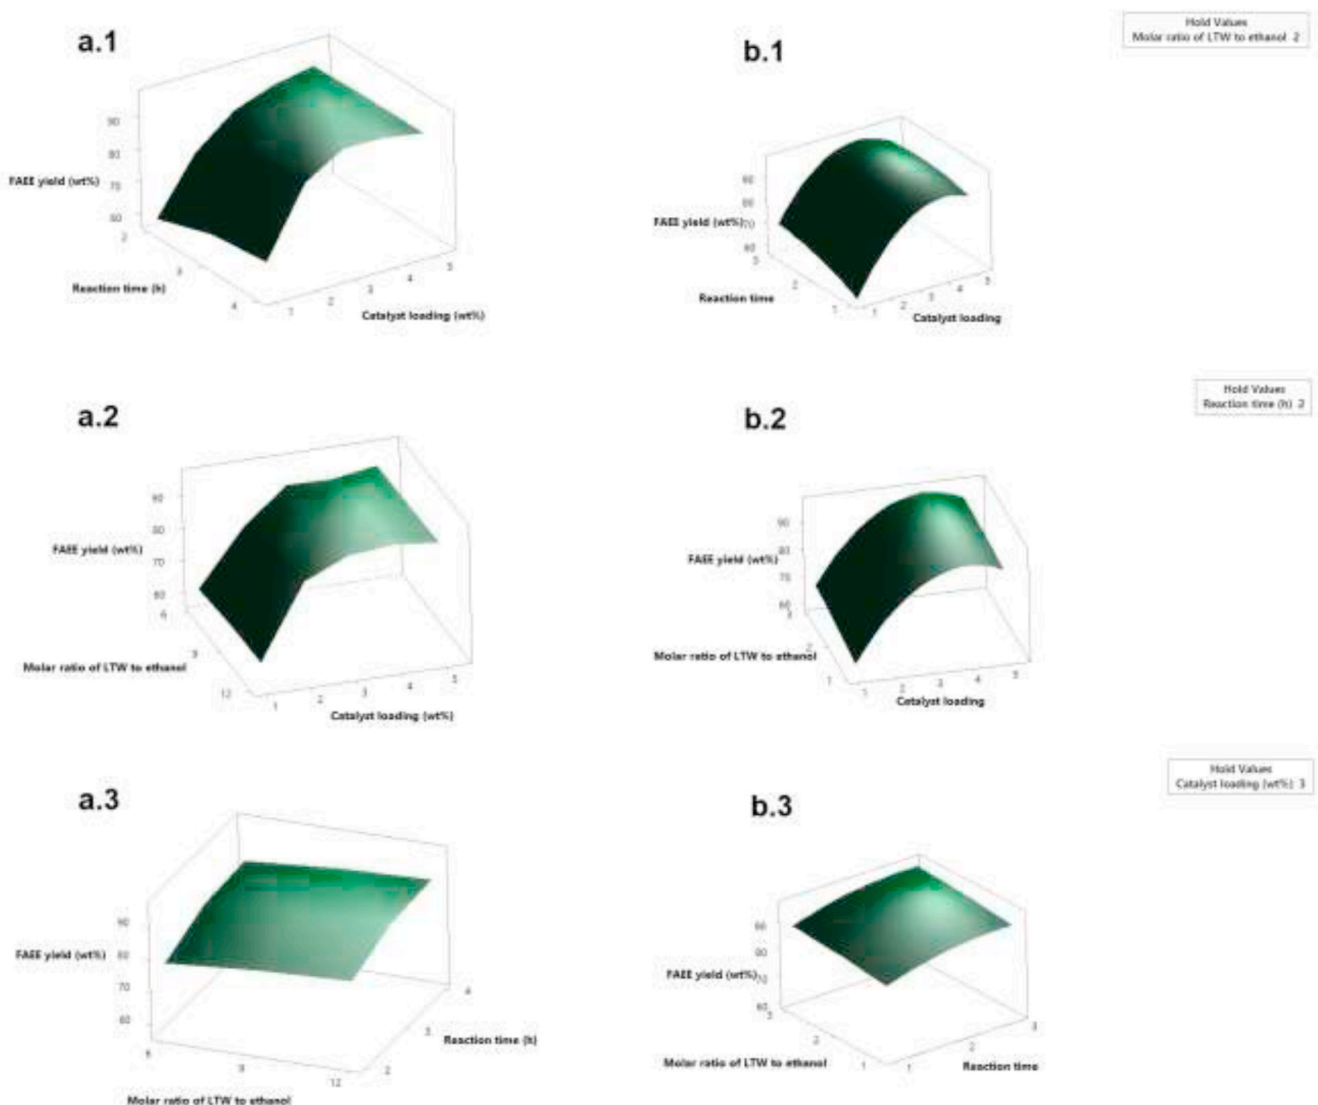 a.1
90
80
70
60
FAEE yield (wt%)
2
3
4
Reaction time (h)
1
2
3
4
5
Catalyst loading (wt%)
b.1
Hold Values
Molar ratio of LTW to ethanol 2
80
70
60
FAEE yield (wt%)
3
2
1
Reaction time
1
2
3
4
5
Catalyst loading
a.2
90
80
70
60
FAEE yield (wt%)
6
9
12
Molar ratio of LTW to ethanol
1
2
3
4
5
Catalyst loading (wt%)
b.2
Hold Values
Reaction time (h) 2
90
80
70
60
FAEE yield (wt%)
2
1
Molar ratio of LTW to ethanol
1
2
3
4
5
Catalyst loading
a.3
90
80
70
60
FAEE yield (wt%)
6
9
12
Molar ratio of LTW to ethanol
2
3
4
Reaction time (h)
b.3
Hold Values
Catalyst loading (wt%) 3
80
70
60
FAEE yield (wt%)
3
2
1
Molar ratio of LTW to ethanol
1
2
3
Reaction time